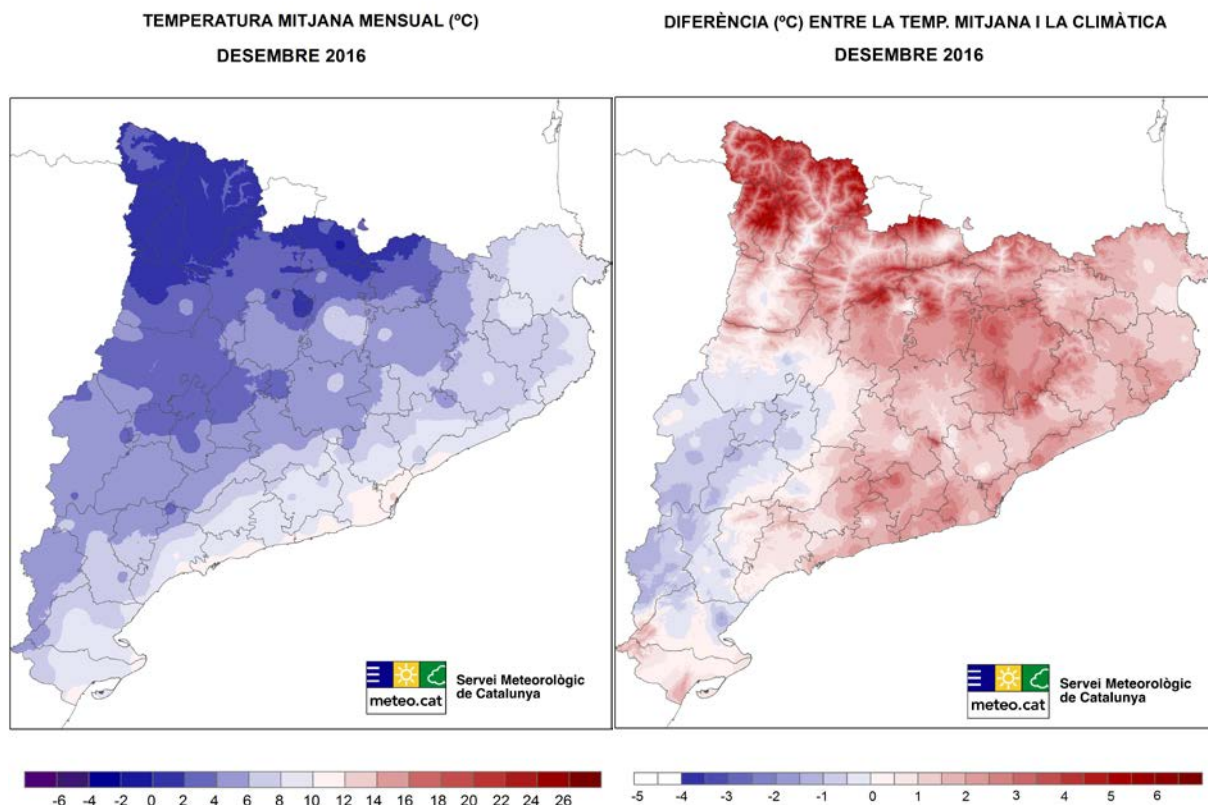 TEMPERATURA MITJANA MENSUAL (ºC)
DESEMBRE 2016
DIFERÈNCIA (ºC) ENTRE LA TEMP. MITJANA I LA CLIMÀTICA
DESEMBRE 2016
meteo.cat
Servei Meteorològic
de Catalunya
meteo.cat
Servei Meteorològic
de Catalunya
-6 -4 -2 0 2 4 6 8 10 12 14 16 18 20 22 24 26
-5 -4 -3 -2 -1 0 1 2 3 4 5 6